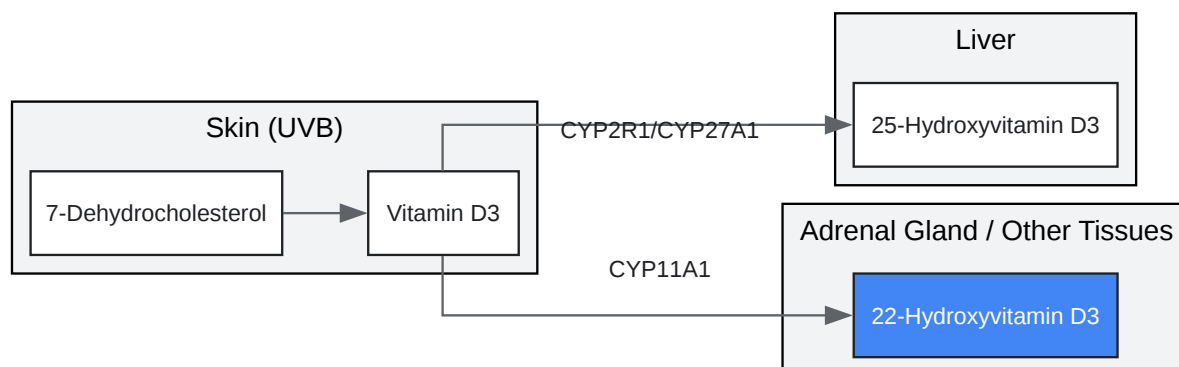 Skin (UVB)
7-Dehydrocholesterol
Vitamin D3
CYP2R1/CYP27A1
Liver
25-Hydroxyvitamin D3
CYP11A1
Adrenal Gland / Other Tissues
22-Hydroxyvitamin D3